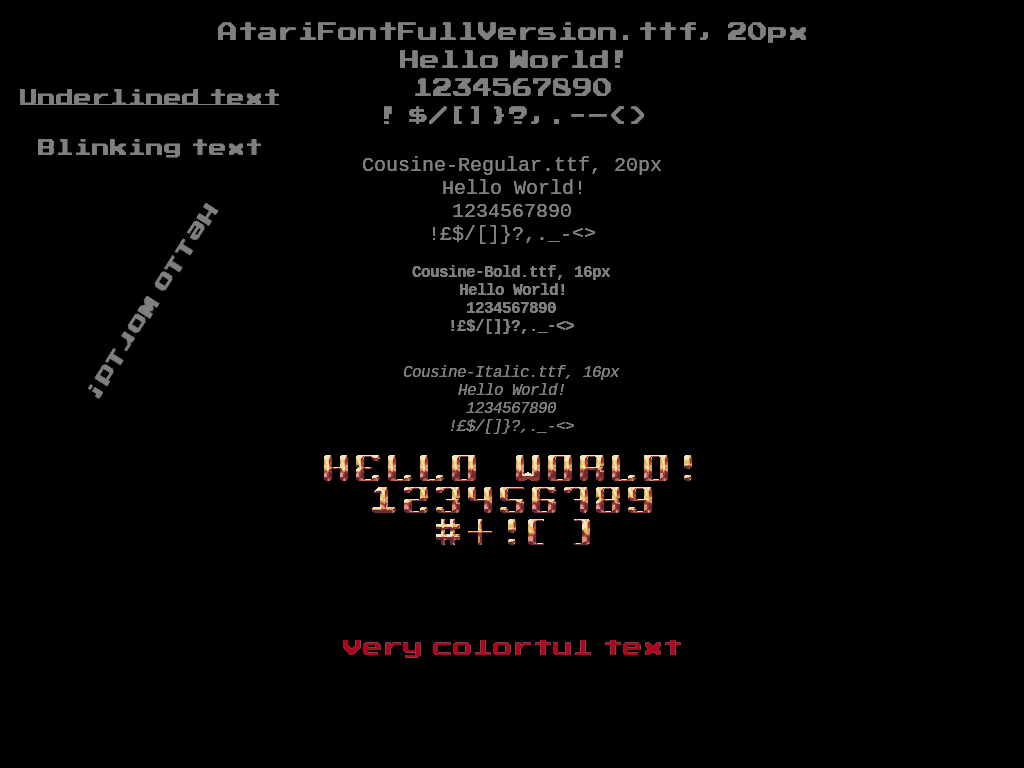 AtariFontFullVersion.ttf, 20px
Hello World!
1234567890
! $/[]}?,.--<>
Underlined text
Blinking text
Cousine-Regular.ttf, 20px
Hello World!
1234567890
!£$/[]}?,._-<>
Hello World!
Cousine-Bold.ttf, 16px
Hello World!
1234567890
!£$/[]}?,._-<>
Cousine-Italic.ttf, 16px
Hello World!
1234567890
!£$/[]}?,._-<>
HELLO WORLD!
123456789
#+![ ]
Very colorful text